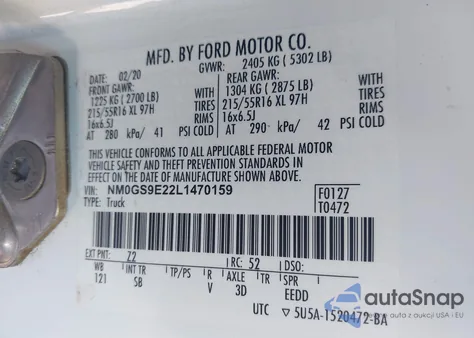 MFD. BY FORD MOTOR CO.
DATE: 02/20 GVWR: 2405 KG ( 5302 LB)
FRONT GAWR: REAR GAWR:
1225 KG ( 2700 LB) WITH 1304 KG ( 2875 LB) WITH
215/55R16 XL 97H TIRES 215/55R16 XL 97H TIRES
16x6.5J RIMS 16x6.5J RIMS
AT 280 kPa/ 41 PSI COLD AT 290 kPa/ 42 PSI COLD
THIS VEHICLE CONFORMS TO ALL APPLICABLE FEDERAL MOTOR
VEHICLE SAFETY AND THEFT PREVENTION STANDARDS IN
EFFECT ON THE DATE OF MANUFACTURE SHOWN ABOVE.
VIN: NM0GS9E22L1470159
TYPE: Truck
F0127
T0472
EXT PNT: Z2 RC: 52 DSO:
WB INT TR TP/PS R AXLE TR SPR
121 SB V 3D EEDD
UTC 5U5A-1520472-BA
autoSnap
Aukcje z USA i EU